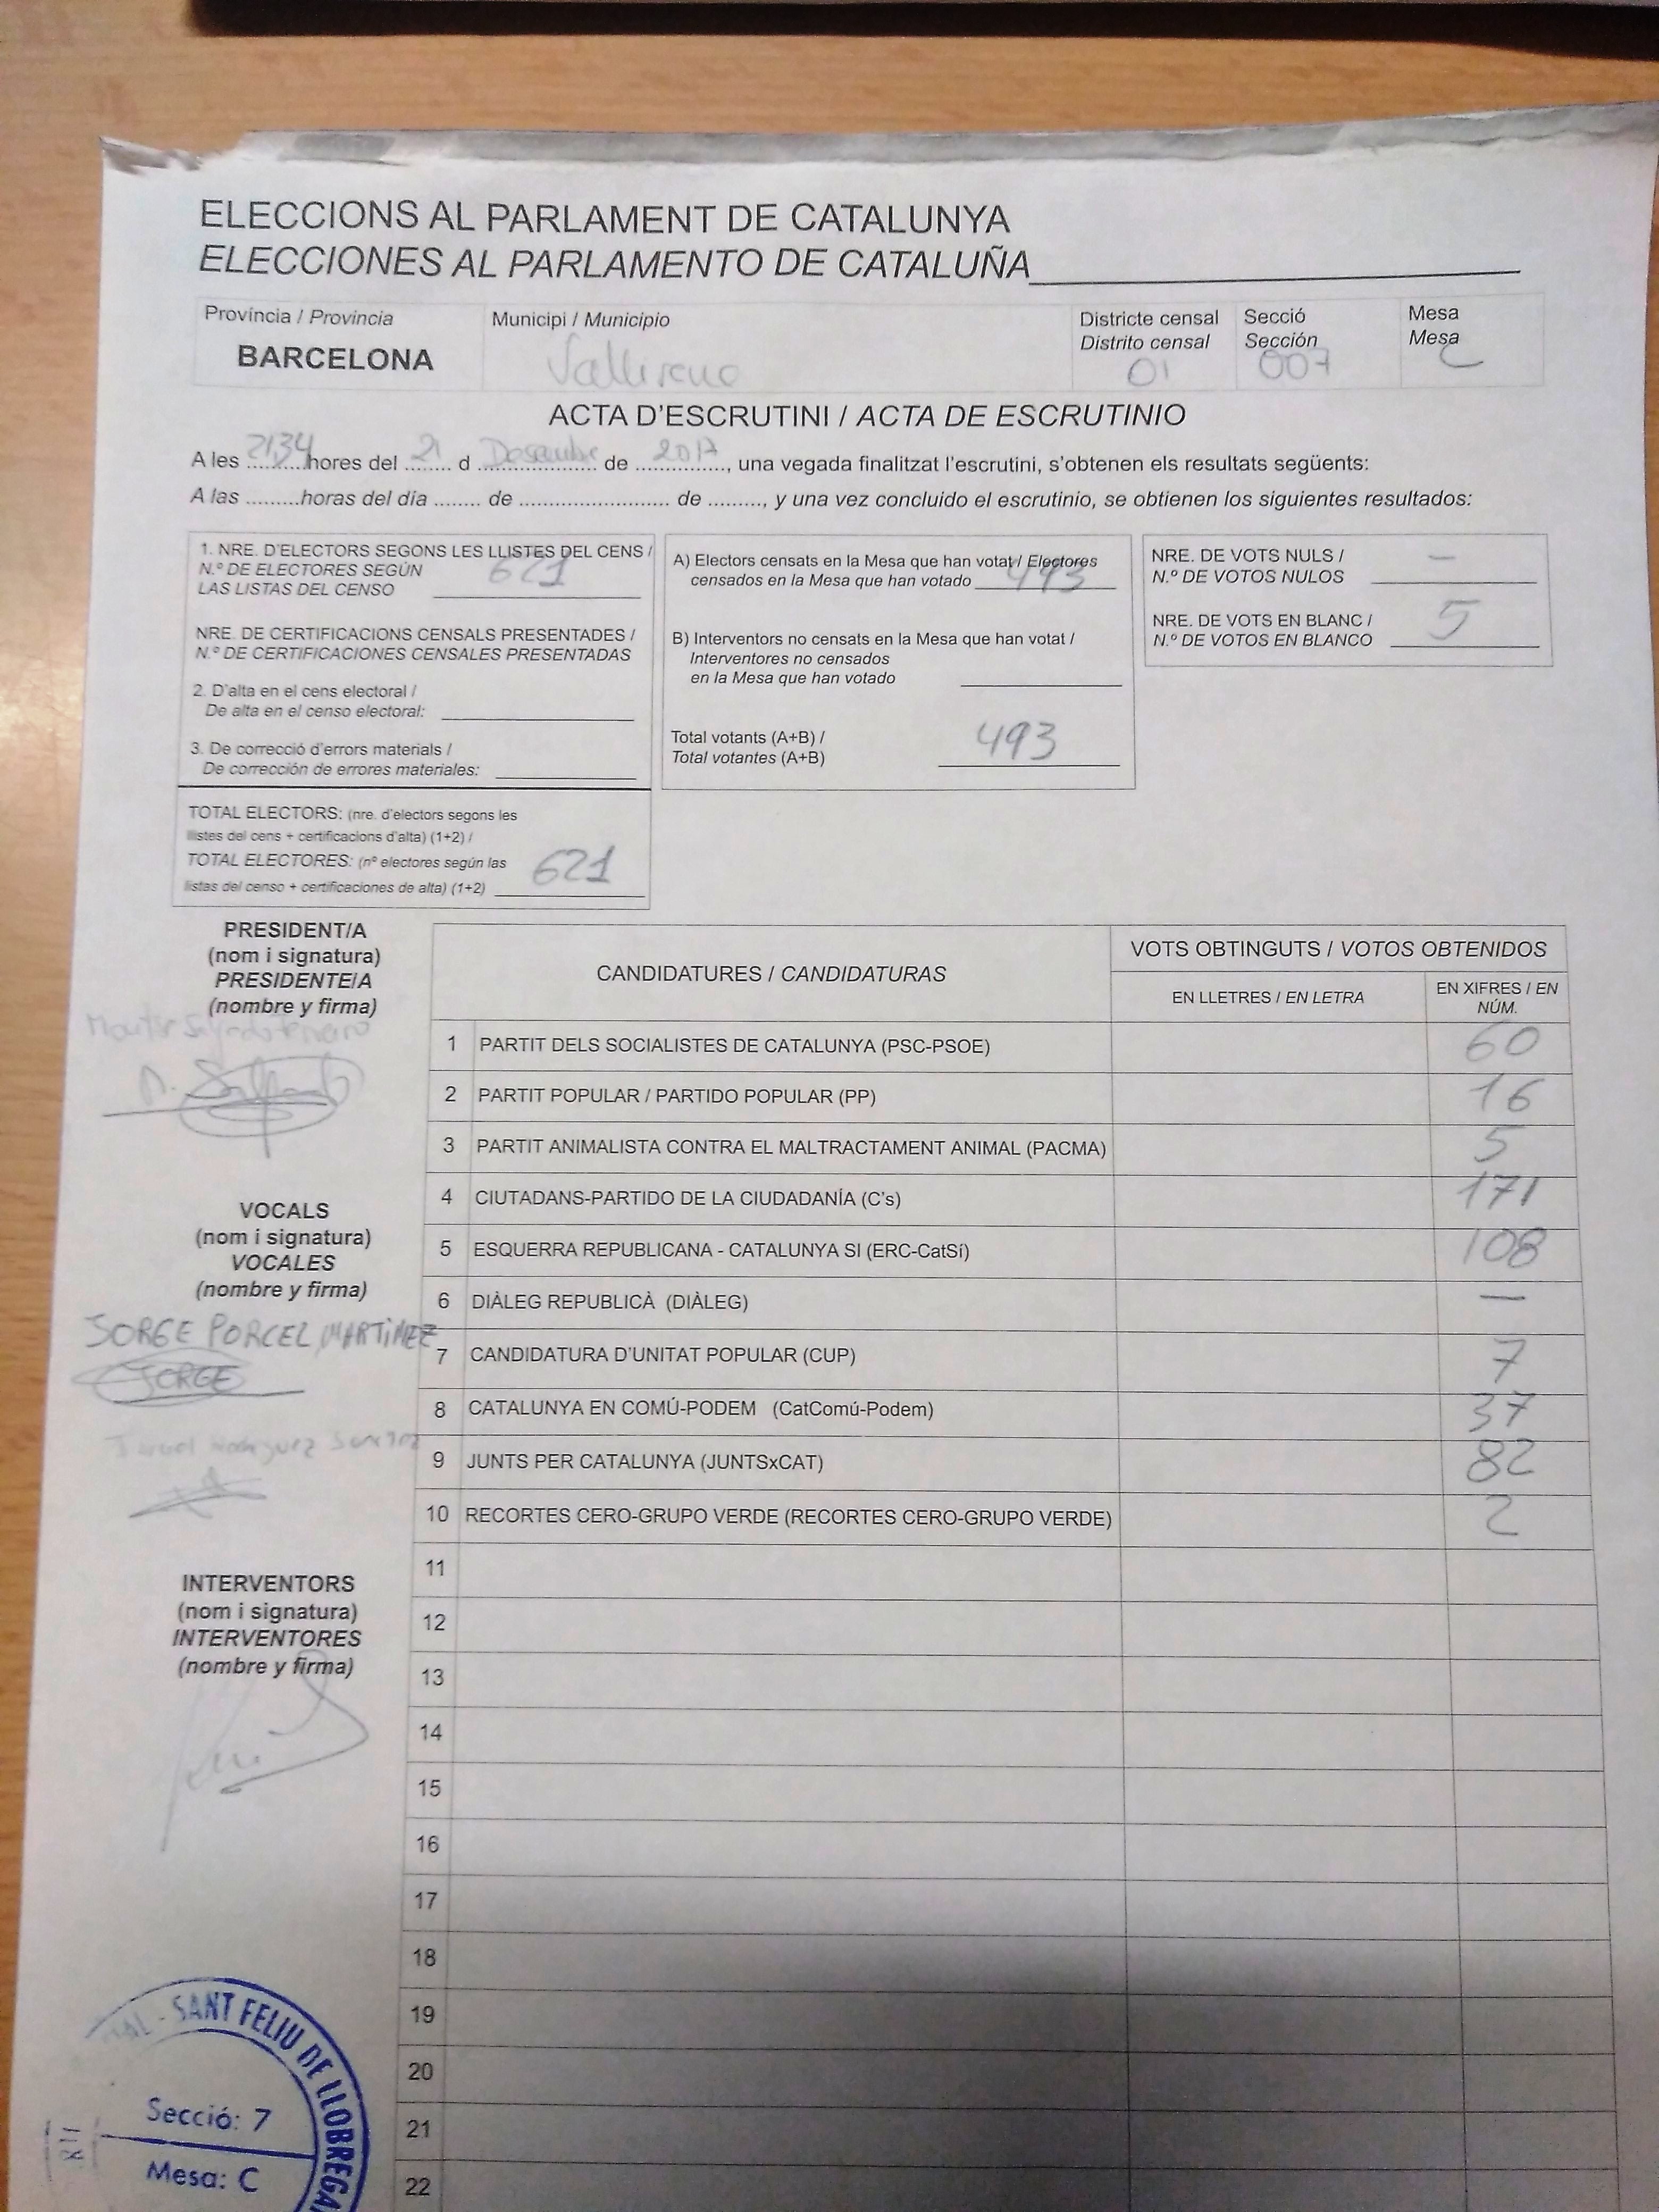 ELECCIONS AL PARLAMENT DE CATALUNYA
ELECCIONES AL PARLAMENTO DE CATALUÑA
Província / Provincia
BARCELONA
Municipi / Municipio
Vallirana
Districte censal
Distrito censal
01
Secció
Sección
007
Mesa
Mesa
C
ACTA D'ESCRUTINI / ACTA DE ESCRUTINIO
A les 21:34 hores del 21 d Desembre de 2017, una vegada finalitzat l'escrutini, s'obtenen els resultats següents:
A las .........horas del día ........ de .......................... de ........., y una vez concluido el escrutinio, se obtienen los siguientes resultados:
1. NRE. D'ELECTORS SEGONS LES LLISTES DEL CENS /
N.º DE ELECTORES SEGÚN
LAS LISTAS DEL CENSO 621
NRE. DE CERTIFICACIONS CENSALS PRESENTADES /
N.º DE CERTIFICACIONES CENSALES PRESENTADAS
2. D'alta en el cens electoral /
De alta en el censo electoral:
3. De correcció d'errors materials /
De corrección de errores materiales:
TOTAL ELECTORS: (nre. d'electors segons les
llistes del cens + certificacions d'alta) (1+2) /
TOTAL ELECTORES: (nº electores según las
listas del censo + certificaciones de alta) (1+2) 621
A) Electors censats en la Mesa que han votat / Electores
censados en la Mesa que han votado 493
B) Interventors no censats en la Mesa que han votat /
Interventores no censados
en la Mesa que han votado
Total votants (A+B) /
Total votantes (A+B) 493
NRE. DE VOTS NULS /
N.º DE VOTOS NULOS —
NRE. DE VOTS EN BLANC /
N.º DE VOTOS EN BLANCO 5
PRESIDENT/A
(nom i signatura)
PRESIDENTE/A
(nombre y firma)
VOCALS
(nom i signatura)
VOCALES
(nombre y firma)
JORGE PORCEL MARTINEZ
JORGE
Rodriguez
INTERVENTORS
(nom i signatura)
INTERVENTORES
(nombre y firma)
CANDIDATURES / CANDIDATURAS
VOTS OBTINGUTS / VOTOS OBTENIDOS
EN LLETRES / EN LETRA
EN XIFRES / EN
NÚM.
1 PARTIT DELS SOCIALISTES DE CATALUNYA (PSC-PSOE) 60
2 PARTIT POPULAR / PARTIDO POPULAR (PP) 16
3 PARTIT ANIMALISTA CONTRA EL MALTRACTAMENT ANIMAL (PACMA) 5
4 CIUTADANS-PARTIDO DE LA CIUDADANÍA (C's) 171
5 ESQUERRA REPUBLICANA - CATALUNYA SI (ERC-CatSí) 108
6 DIÀLEG REPUBLICÀ (DIÀLEG) —
7 CANDIDATURA D'UNITAT POPULAR (CUP) 7
8 CATALUNYA EN COMÚ-PODEM (CatComú-Podem) 37
9 JUNTS PER CATALUNYA (JUNTSxCAT) 82
10 RECORTES CERO-GRUPO VERDE (RECORTES CERO-GRUPO VERDE) 2
11
12
13
14
15
16
17
18
19
20
21
22
SANT FELIU DE LLOBREGA
Secció: 7
Mesa: C